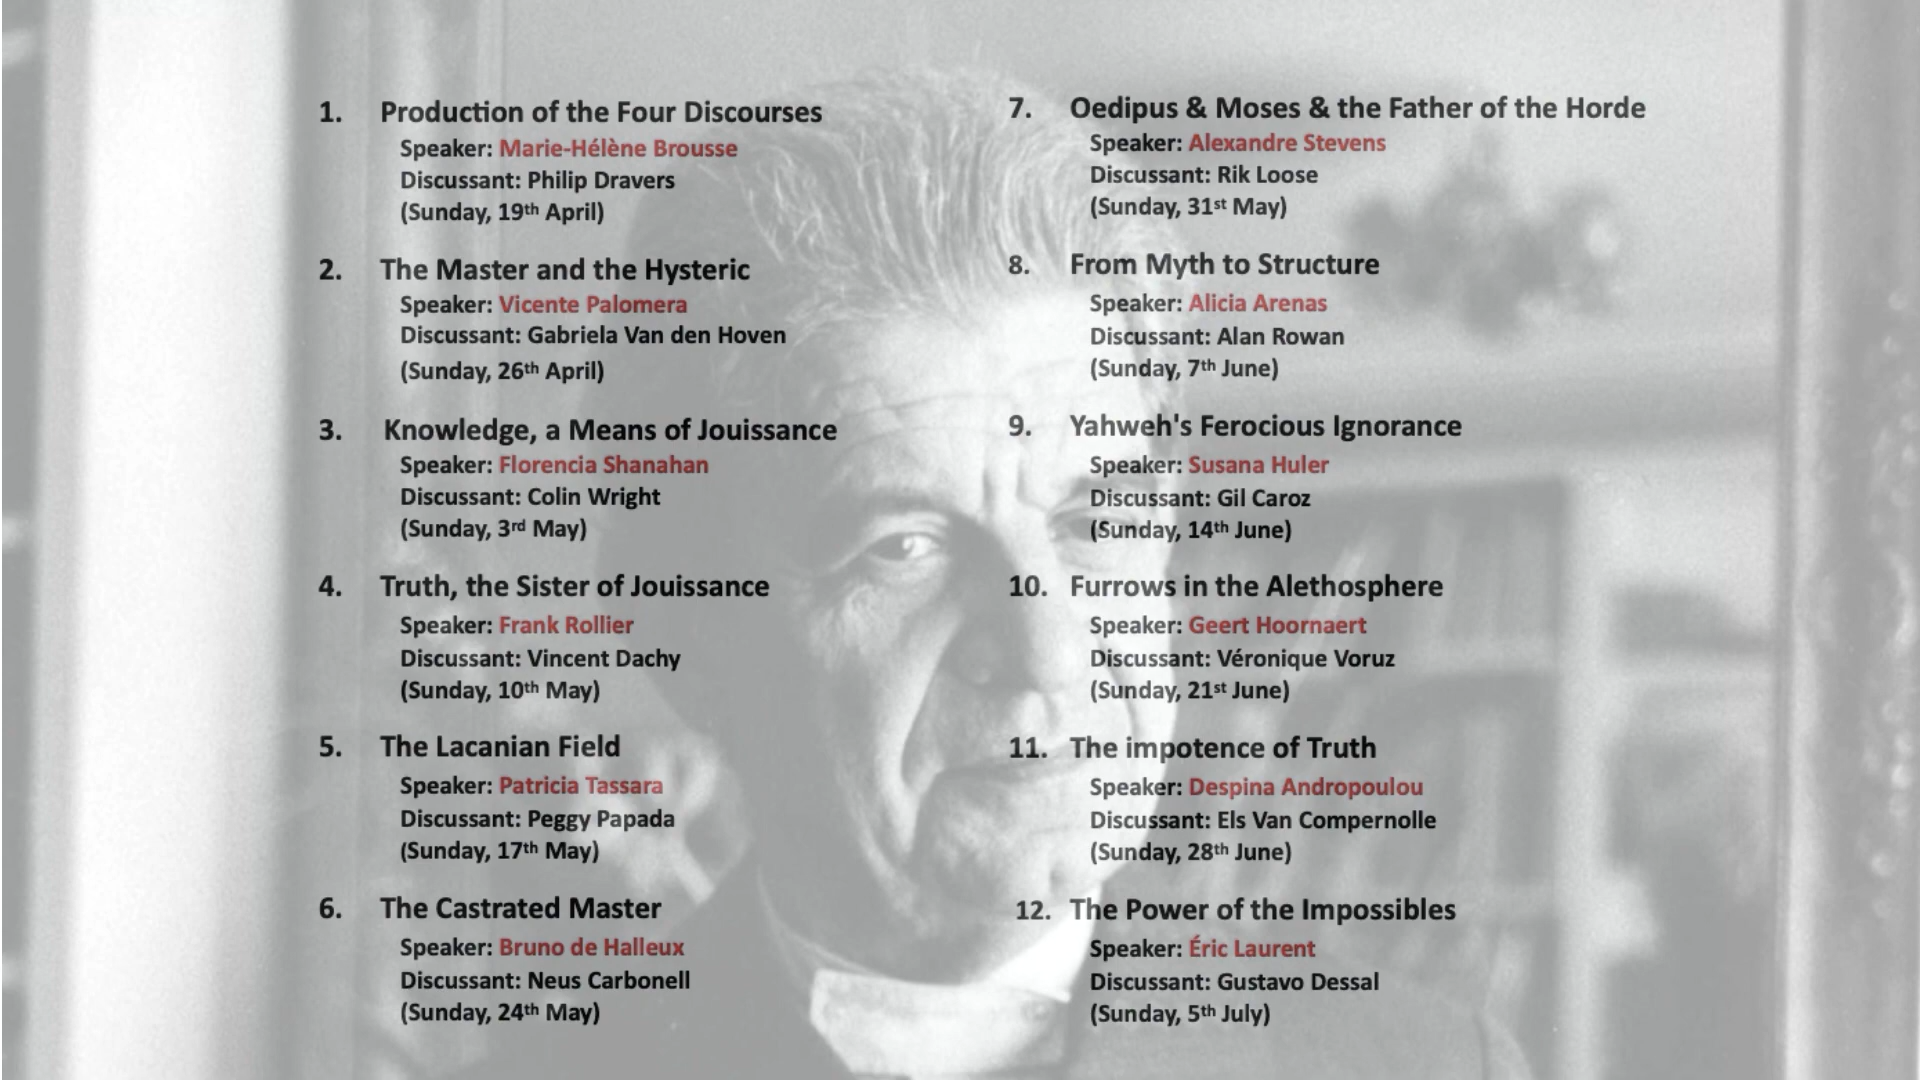 1. Production of the Four Discourses
Speaker: Marie-Hélène Brousse
Discussant: Philip Dravers
(Sunday, 19th April)
2. The Master and the Hysteric
Speaker: Vicente Palomera
Discussant: Gabriela Van den Hoven
(Sunday, 26th April)
3. Knowledge, a Means of Jouissance
Speaker: Florencia Shanahan
Discussant: Colin Wright
(Sunday, 3rd May)
4. Truth, the Sister of Jouissance
Speaker: Frank Rollier
Discussant: Vincent Dachy
(Sunday, 10th May)
5. The Lacanian Field
Speaker: Patricia Tassara
Discussant: Peggy Papada
(Sunday, 17th May)
6. The Castrated Master
Speaker: Bruno de Halleux
Discussant: Neus Carbonell
(Sunday, 24th May)
7. Oedipus & Moses & the Father of the Horde
Speaker: Alexandre Stevens
Discussant: Rik Loose
(Sunday, 31st May)
8. From Myth to Structure
Speaker: Alicia Arenas
Discussant: Alan Rowan
(Sunday, 7th June)
9. Yahweh's Ferocious Ignorance
Speaker: Susana Huler
Discussant: Gil Caroz
(Sunday, 14th June)
10. Furrows in the Alethosphere
Speaker: Geert Hoornaert
Discussant: Véronique Voruz
(Sunday, 21st June)
11. The impotence of Truth
Speaker: Despina Andropoulou
Discussant: Els Van Compernolle
(Sunday, 28th June)
12. The Power of the Impossibles
Speaker: Éric Laurent
Discussant: Gustavo Dessal
(Sunday, 5th July)